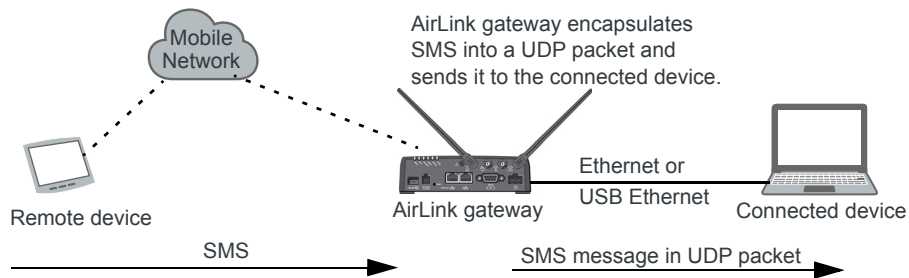 AirLink gateway encapsulates
SMS into a UDP packet and
sends it to the connected device.
Mobile
Network
Ethernet or
USB Ethernet
Remote device
AirLink gateway
Connected device
SMS
SMS message in UDP packet